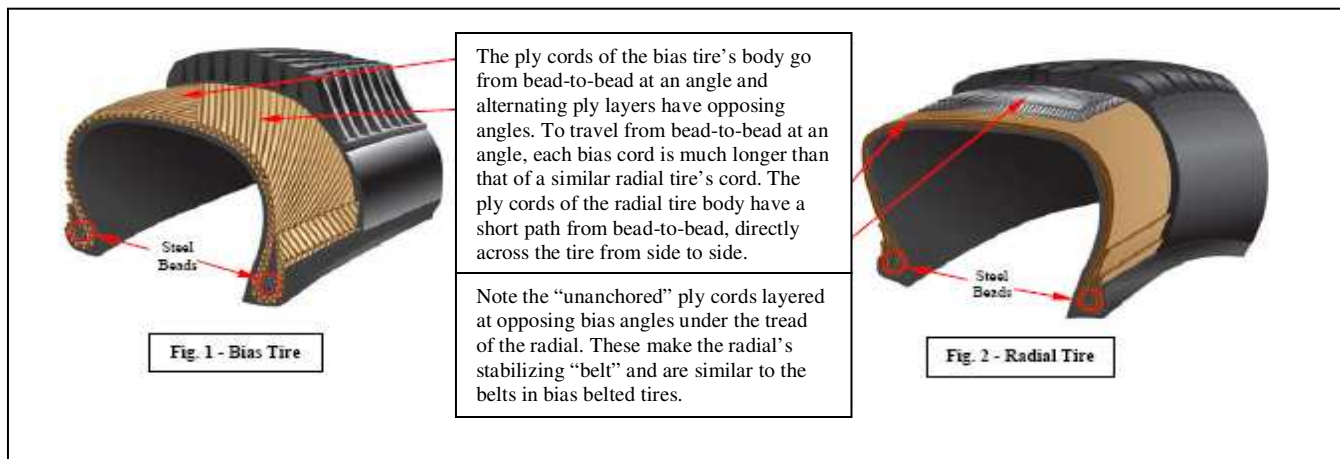 The ply cords of the bias tire’s body go
from bead-to-bead at an angle and
alternating ply layers have opposing
angles. To travel from bead-to-bead at an
angle, each bias cord is much longer than
that of a similar radial tire’s cord. The
ply cords of the radial tire body have a
short path from bead-to-bead, directly
across the tire from side to side.
Note the “unanchored” ply cords layered
at opposing bias angles under the tread
of the radial. These make the radial’s
stabilizing “belt” and are similar to the
belts in bias belted tires.
Steel
Beads
Fig. 1 - Bias Tire
Steel
Beads
Fig. 2 - Radial Tire